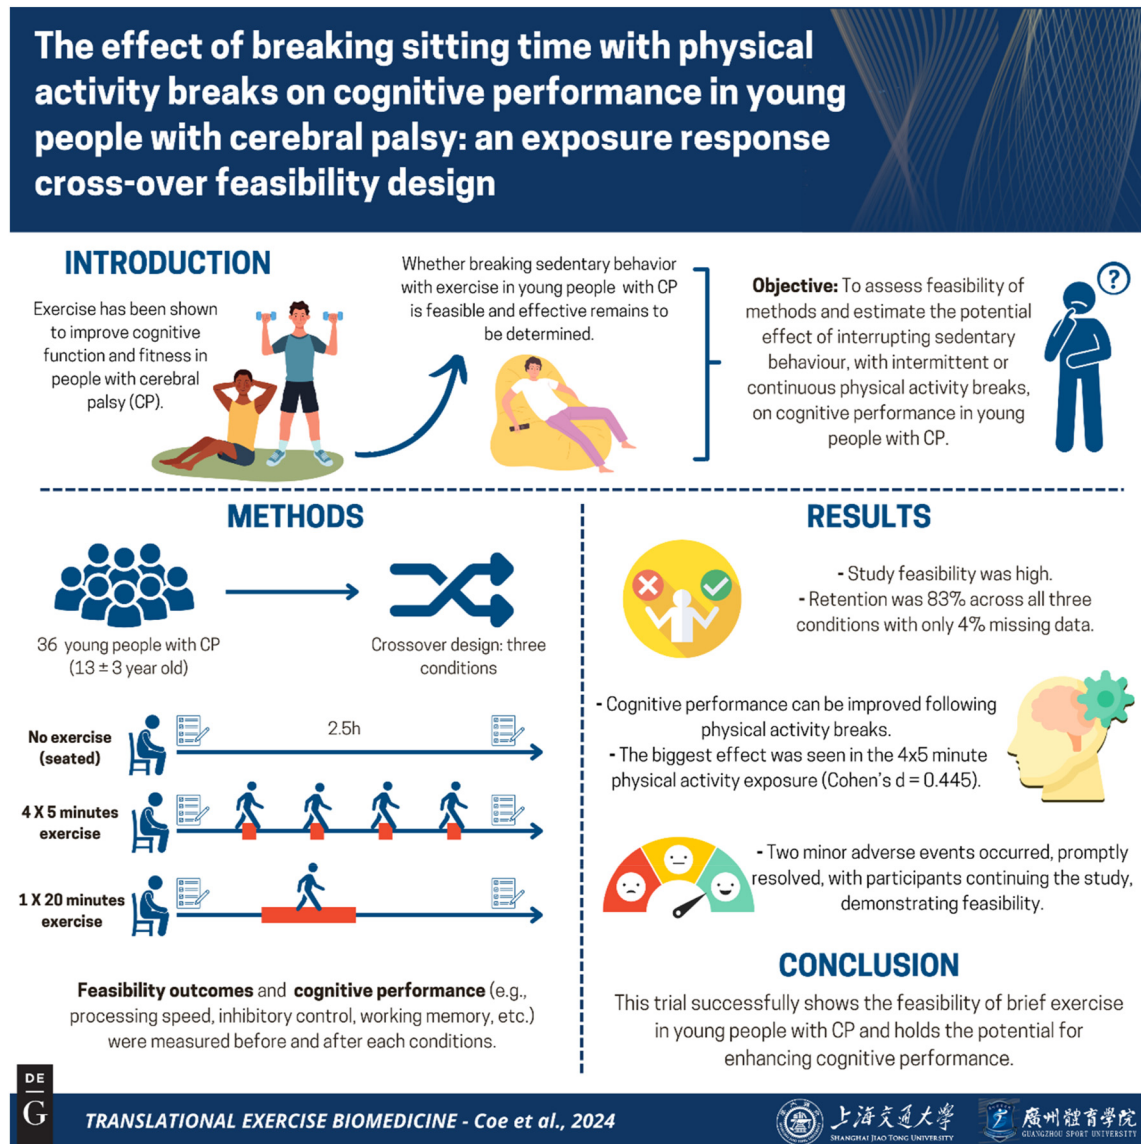 The effect of breaking sitting time with physical
activity breaks on cognitive performance in young
people with cerebral palsy: an exposure response
cross-over feasibility design
INTRODUCTION
Exercise has been shown
to improve cognitive
function and fitness in
people with cerebral
palsy (CP).
Whether breaking sedentary behavior
with exercise in young people with CP
is feasible and effective remains to
be determined.
Objective: To assess feasibility of
methods and estimate the potential
effect of interrupting sedentary
behaviour, with intermittent or
continuous physical activity breaks,
on cognitive performance in young
people with CP.
?
METHODS
36 young people with CP
(13 ± 3 year old)
Crossover design: three
conditions
No exercise
(seated)
2.5h
4 X 5 minutes
exercise
1 X 20 minutes
exercise
Feasibility outcomes and cognitive performance (e.g.,
processing speed, inhibitory control, working memory, etc.)
were measured before and after each conditions.
RESULTS
- Study feasibility was high.
- Retention was 83% across all three
conditions with only 4% missing data.
- Cognitive performance can be improved following
physical activity breaks.
- The biggest effect was seen in the 4x5 minute
physical activity exposure (Cohen's d = 0.445).
- Two minor adverse events occurred, promptly
resolved, with participants continuing the study,
demonstrating feasibility.
CONCLUSION
This trial successfully shows the feasibility of brief exercise
in young people with CP and holds the potential for
enhancing cognitive performance.
DE
G
TRANSLATIONAL EXERCISE BIOMEDICINE - Coe et al., 2024
上海交通大學
SHANGHAI JIAO TONG UNIVERSITY
廣州體育學院
GUANGZHOU SPORT UNIVERSITY